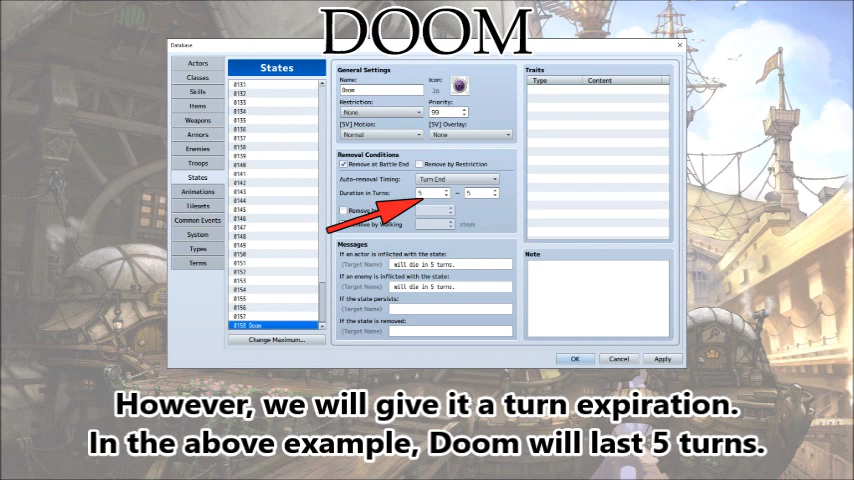 DOOM
Database
Actors
Classes
Skills
Items
Weapons
Armors
Enemies
Troops
States
Animations
Tilesets
Common Events
System
Types
Terms
States
0131
0132
0133
0134
0135
0136
0137
0138
0139
0140
0141
0142
0143
0144
0145
0146
0147
0148
0149
0150
0151
0152
0153
0154
0155
0156
0157
0158 Doom
Change Maximum...
General Settings
Name: Icon:
Doom 26
Restriction: Priority:
None 99
[SV] Motion: [SV] Overlay:
Normal None
Removal Conditions
Remove at Battle End Remove by Restriction
Auto-removal Timing: Turn End
Duration in Turns: 5 ~ 5
Remove by
Remove by Walking steps
Messages
If an actor is inflicted with the state:
(Target Name) will die in 5 turns.
If an enemy is inflicted with the state:
(Target Name) will die in 5 turns.
If the state persists:
(Target Name)
If the state is removed:
(Target Name)
Traits
Type Content
Note
OK Cancel Apply
However, we will give it a turn expiration.
In the above example, Doom will last 5 turns.